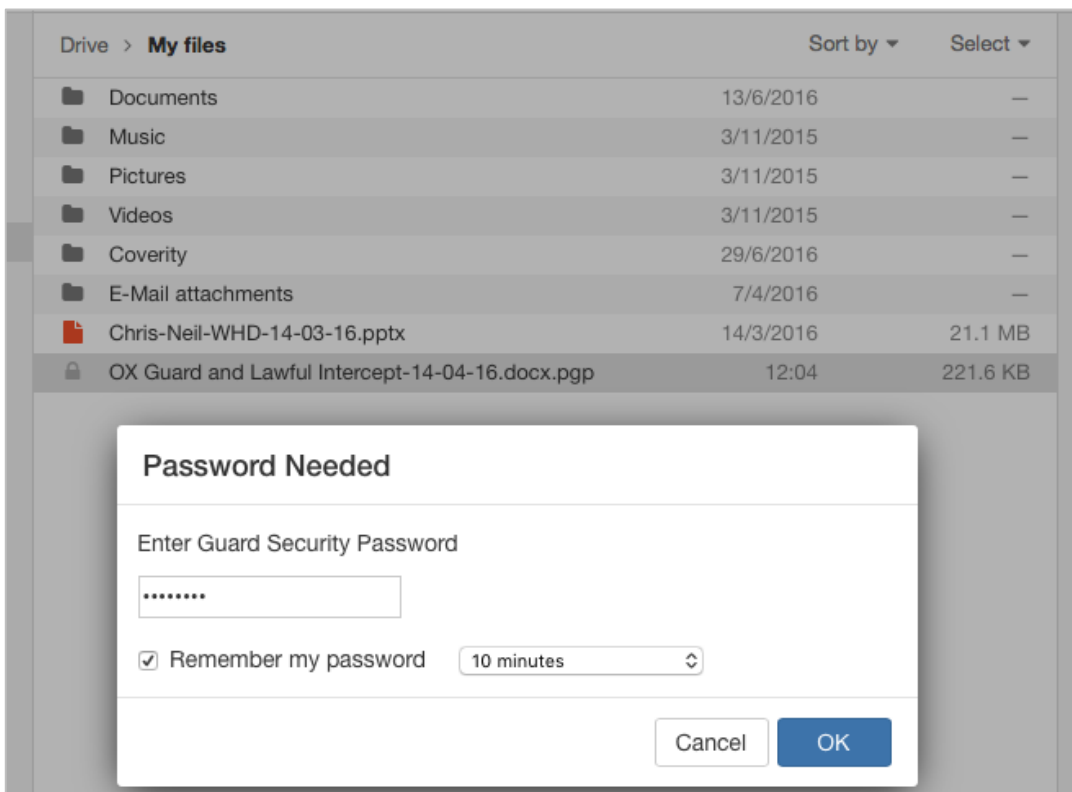 Drive > My files Sort by Select
Documents 13/6/2016 —
Music 3/11/2015 —
Pictures 3/11/2015 —
Videos 3/11/2015 —
Coverity 29/6/2016 —
E-Mail attachments 7/4/2016 —
Chris-Neil-WHD-14-03-16.pptx 14/3/2016 21.1 MB
OX Guard and Lawful Intercept-14-04-16.docx.pgp 12:04 221.6 KB
Password Needed
Enter Guard Security Password
••••••••
Remember my password 10 minutes
Cancel OK